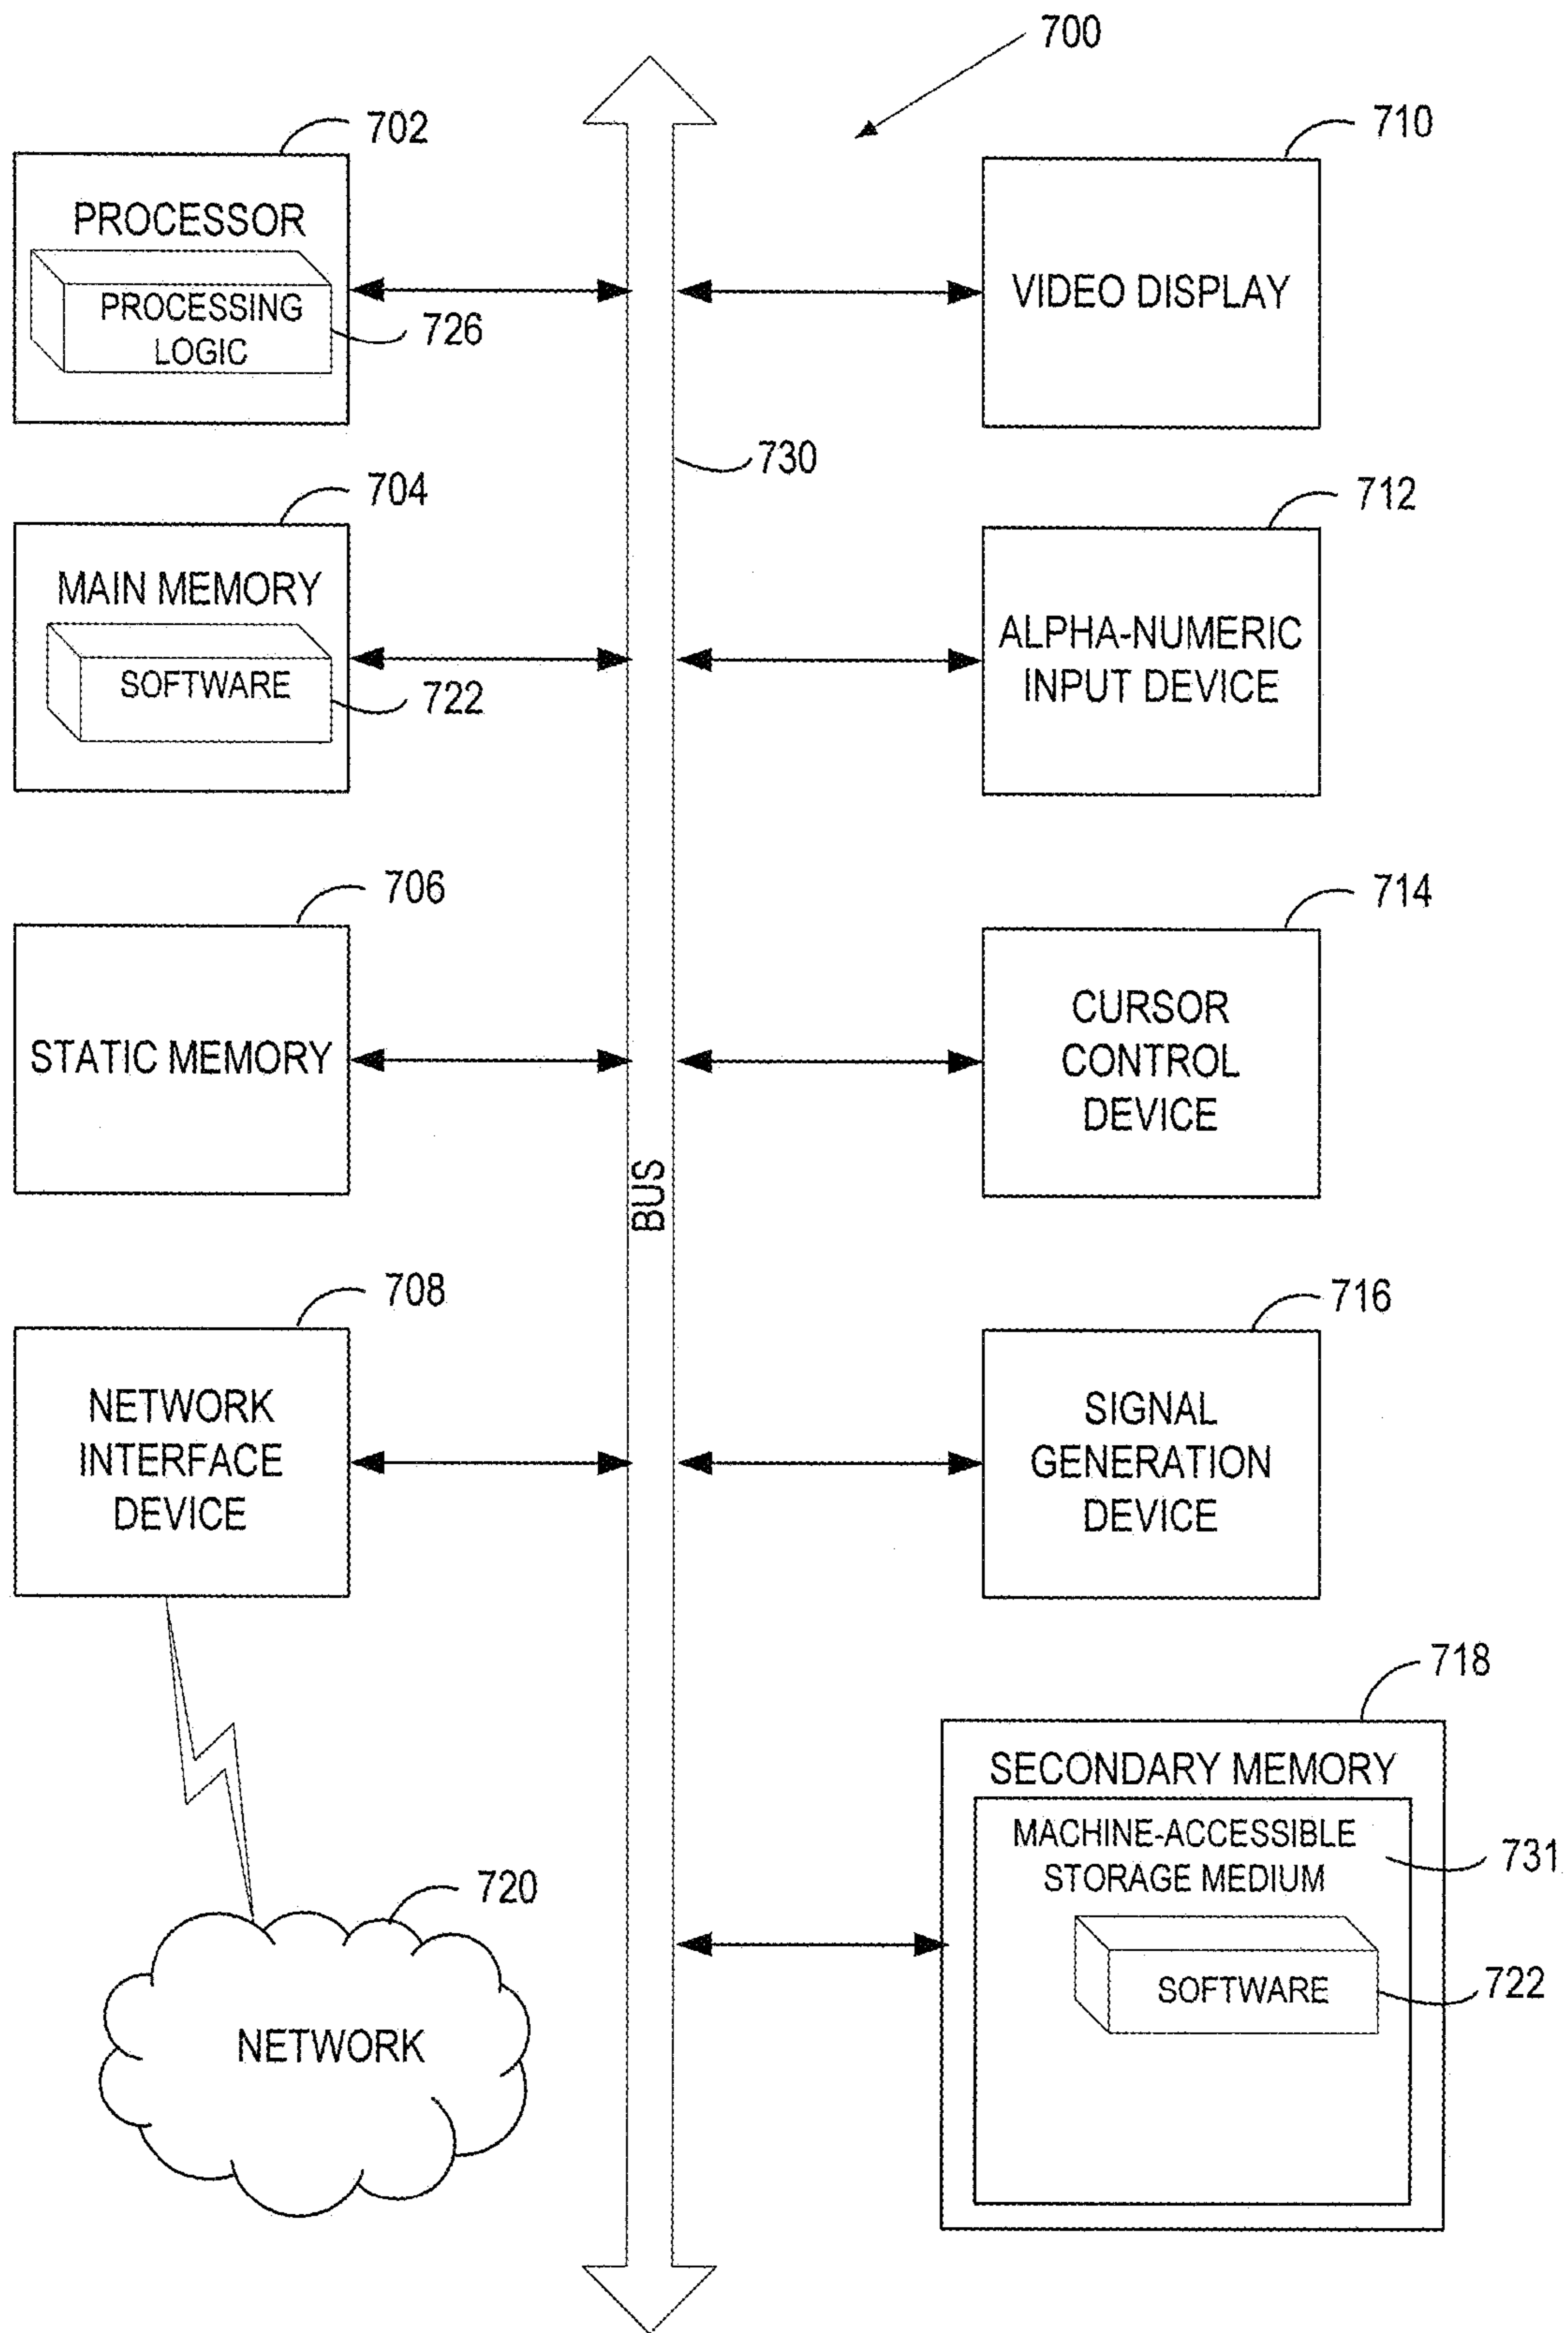 700
702
PROCESSOR
PROCESSING
LOGIC
726
710
VIDEO DISPLAY
730
704
MAIN MEMORY
SOFTWARE
722
712
ALPHA-NUMERIC
INPUT DEVICE
706
STATIC MEMORY
714
CURSOR
CONTROL
DEVICE
BUS
708
NETWORK
INTERFACE
DEVICE
716
SIGNAL
GENERATION
DEVICE
718
SECONDARY MEMORY
MACHINE-ACCESSIBLE
STORAGE MEDIUM
731
SOFTWARE
722
720
NETWORK